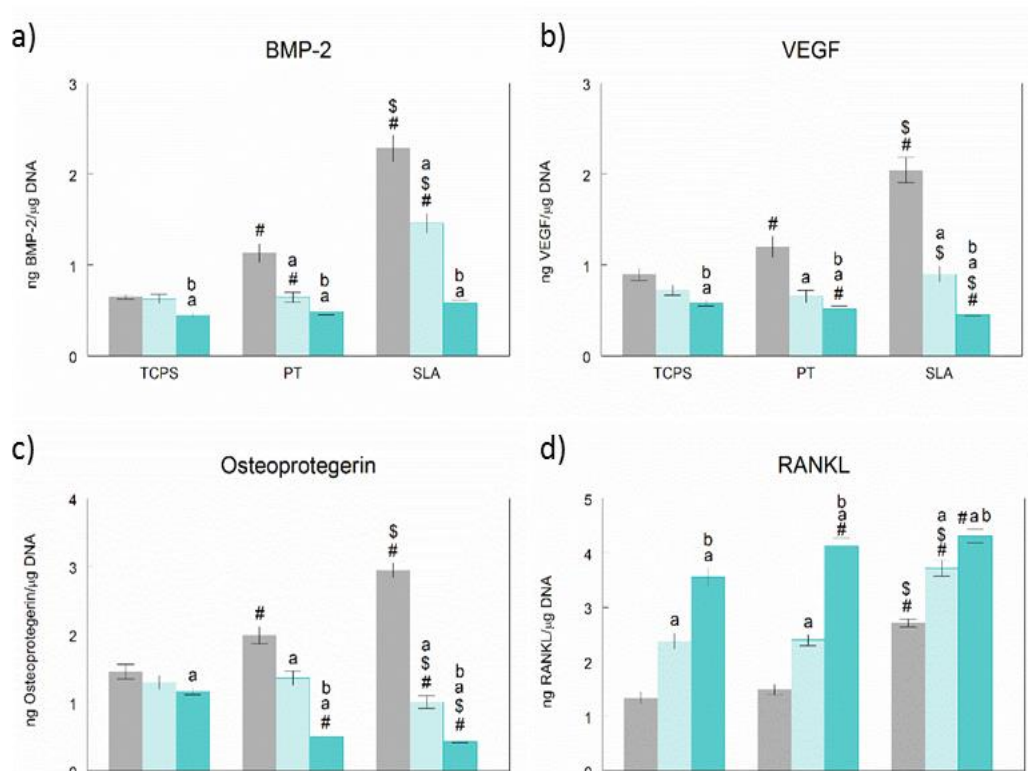 a)
BMP-2
3
2
1
0
ng BMP-2/µg DNA
b
a
#
a
#
b
a
$
#
a
$
#
b
a
TCPS PT SLA
b)
VEGF
3
2
1
0
ng VEGF/µg DNA
b
a
#
a
b
a
#
$
#
a
$
b
a
$
#
TCPS PT SLA
c)
Osteoprotegerin
4
3
2
1
0
ng Osteoprotegerin/µg DNA
a
#
a
b
a
#
$
#
a
$
#
b
a
$
#
d)
RANKL
5
4
3
2
1
0
ng RANKL/µg DNA
a
b
a
a
b
a
#
$
#
a
$
#
#a b